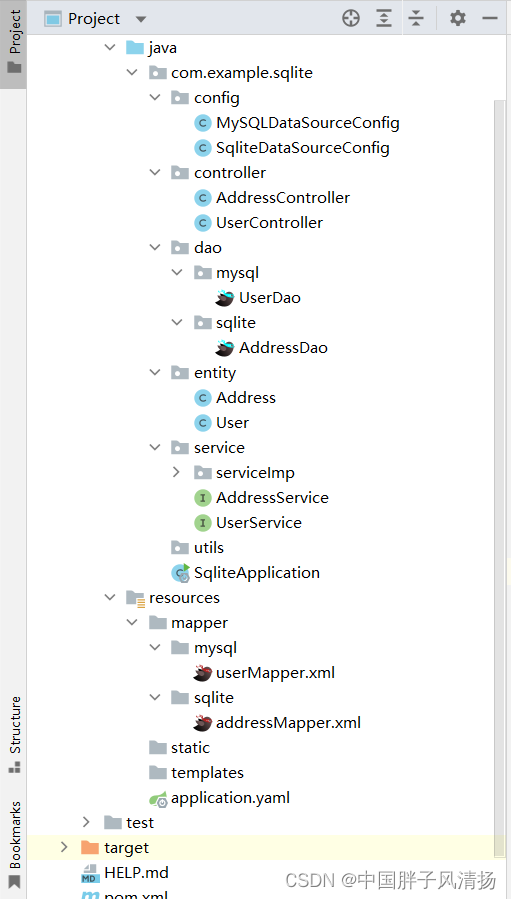 Project
Project
java
com.example.sqlite
config
MySQLDataSourceConfig
SqliteDataSourceConfig
controller
AddressController
UserController
dao
mysql
UserDao
sqlite
AddressDao
entity
Address
User
service
serviceImp
AddressService
UserService
utils
SqliteApplication
resources
mapper
mysql
userMapper.xml
sqlite
addressMapper.xml
static
templates
application.yaml
test
target
HELP.md
pom.xml
Structure
Bookmarks
CSDN @中国胖子风清扬